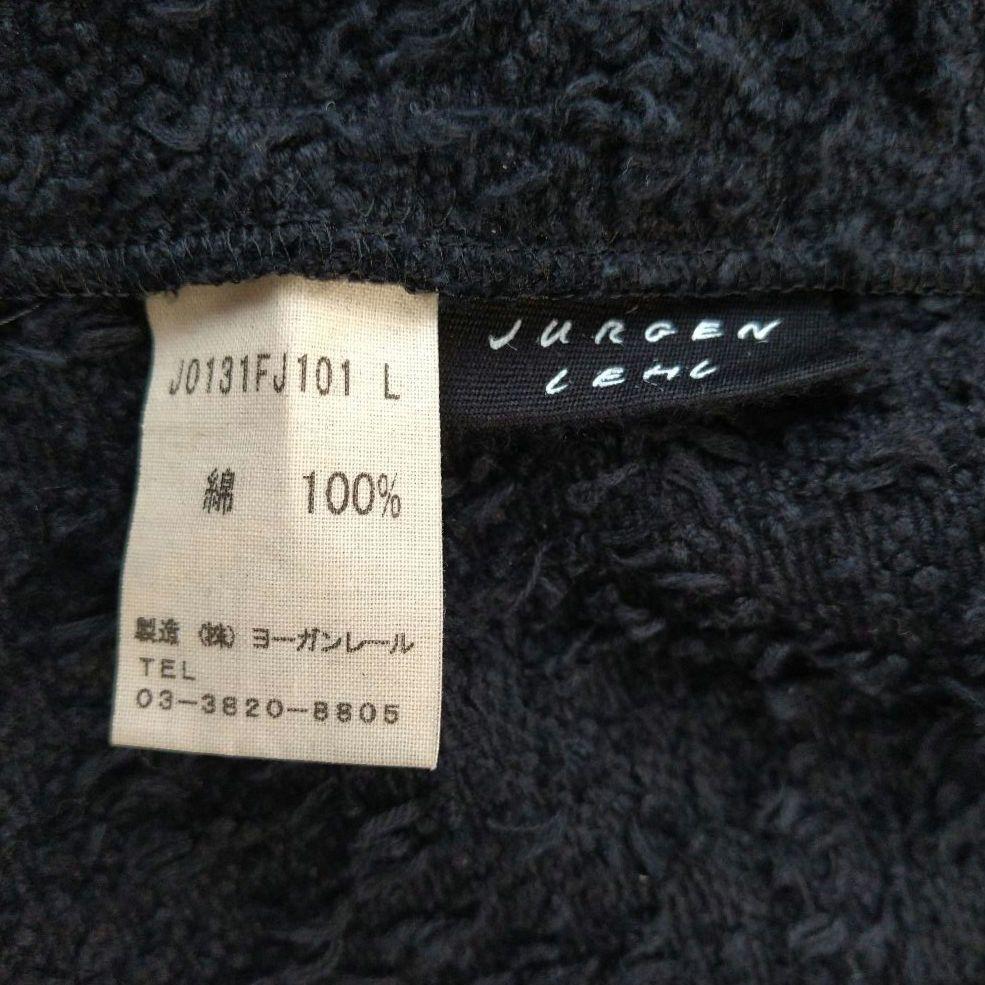 J0131FJ101 L
綿 100%
製造 (株) ヨーガンレール
TEL
03-3820-8805
JURGEN
LEHL